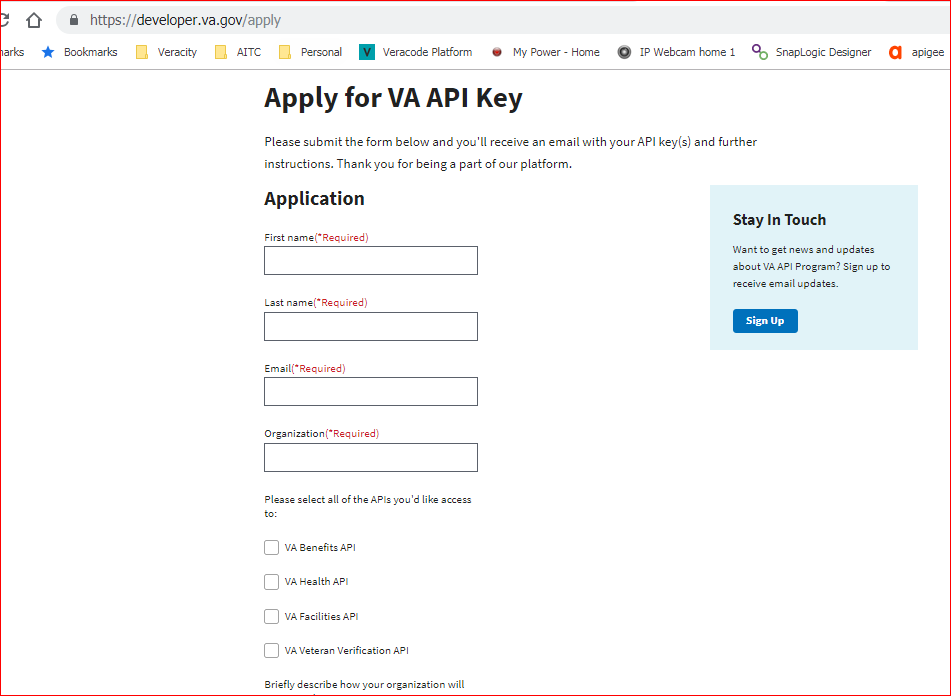 https://developer.va.gov/apply
arks
Bookmarks
Veracity
AITC
Personal
V
Veracode Platform
My Power - Home
IP Webcam home 1
SnapLogic Designer
a
apigee
Apply for VA API Key
Please submit the form below and you'll receive an email with your API key(s) and further
instructions. Thank you for being a part of our platform.
Application
First name(*Required)
Last name(*Required)
Email(*Required)
Organization(*Required)
Please select all of the APIs you'd like access
to:
VA Benefits API
VA Health API
VA Facilities API
VA Veteran Verification API
Briefly describe how your organization will
Stay In Touch
Want to get news and updates
about VA API Program? Sign up to
receive email updates.
Sign Up